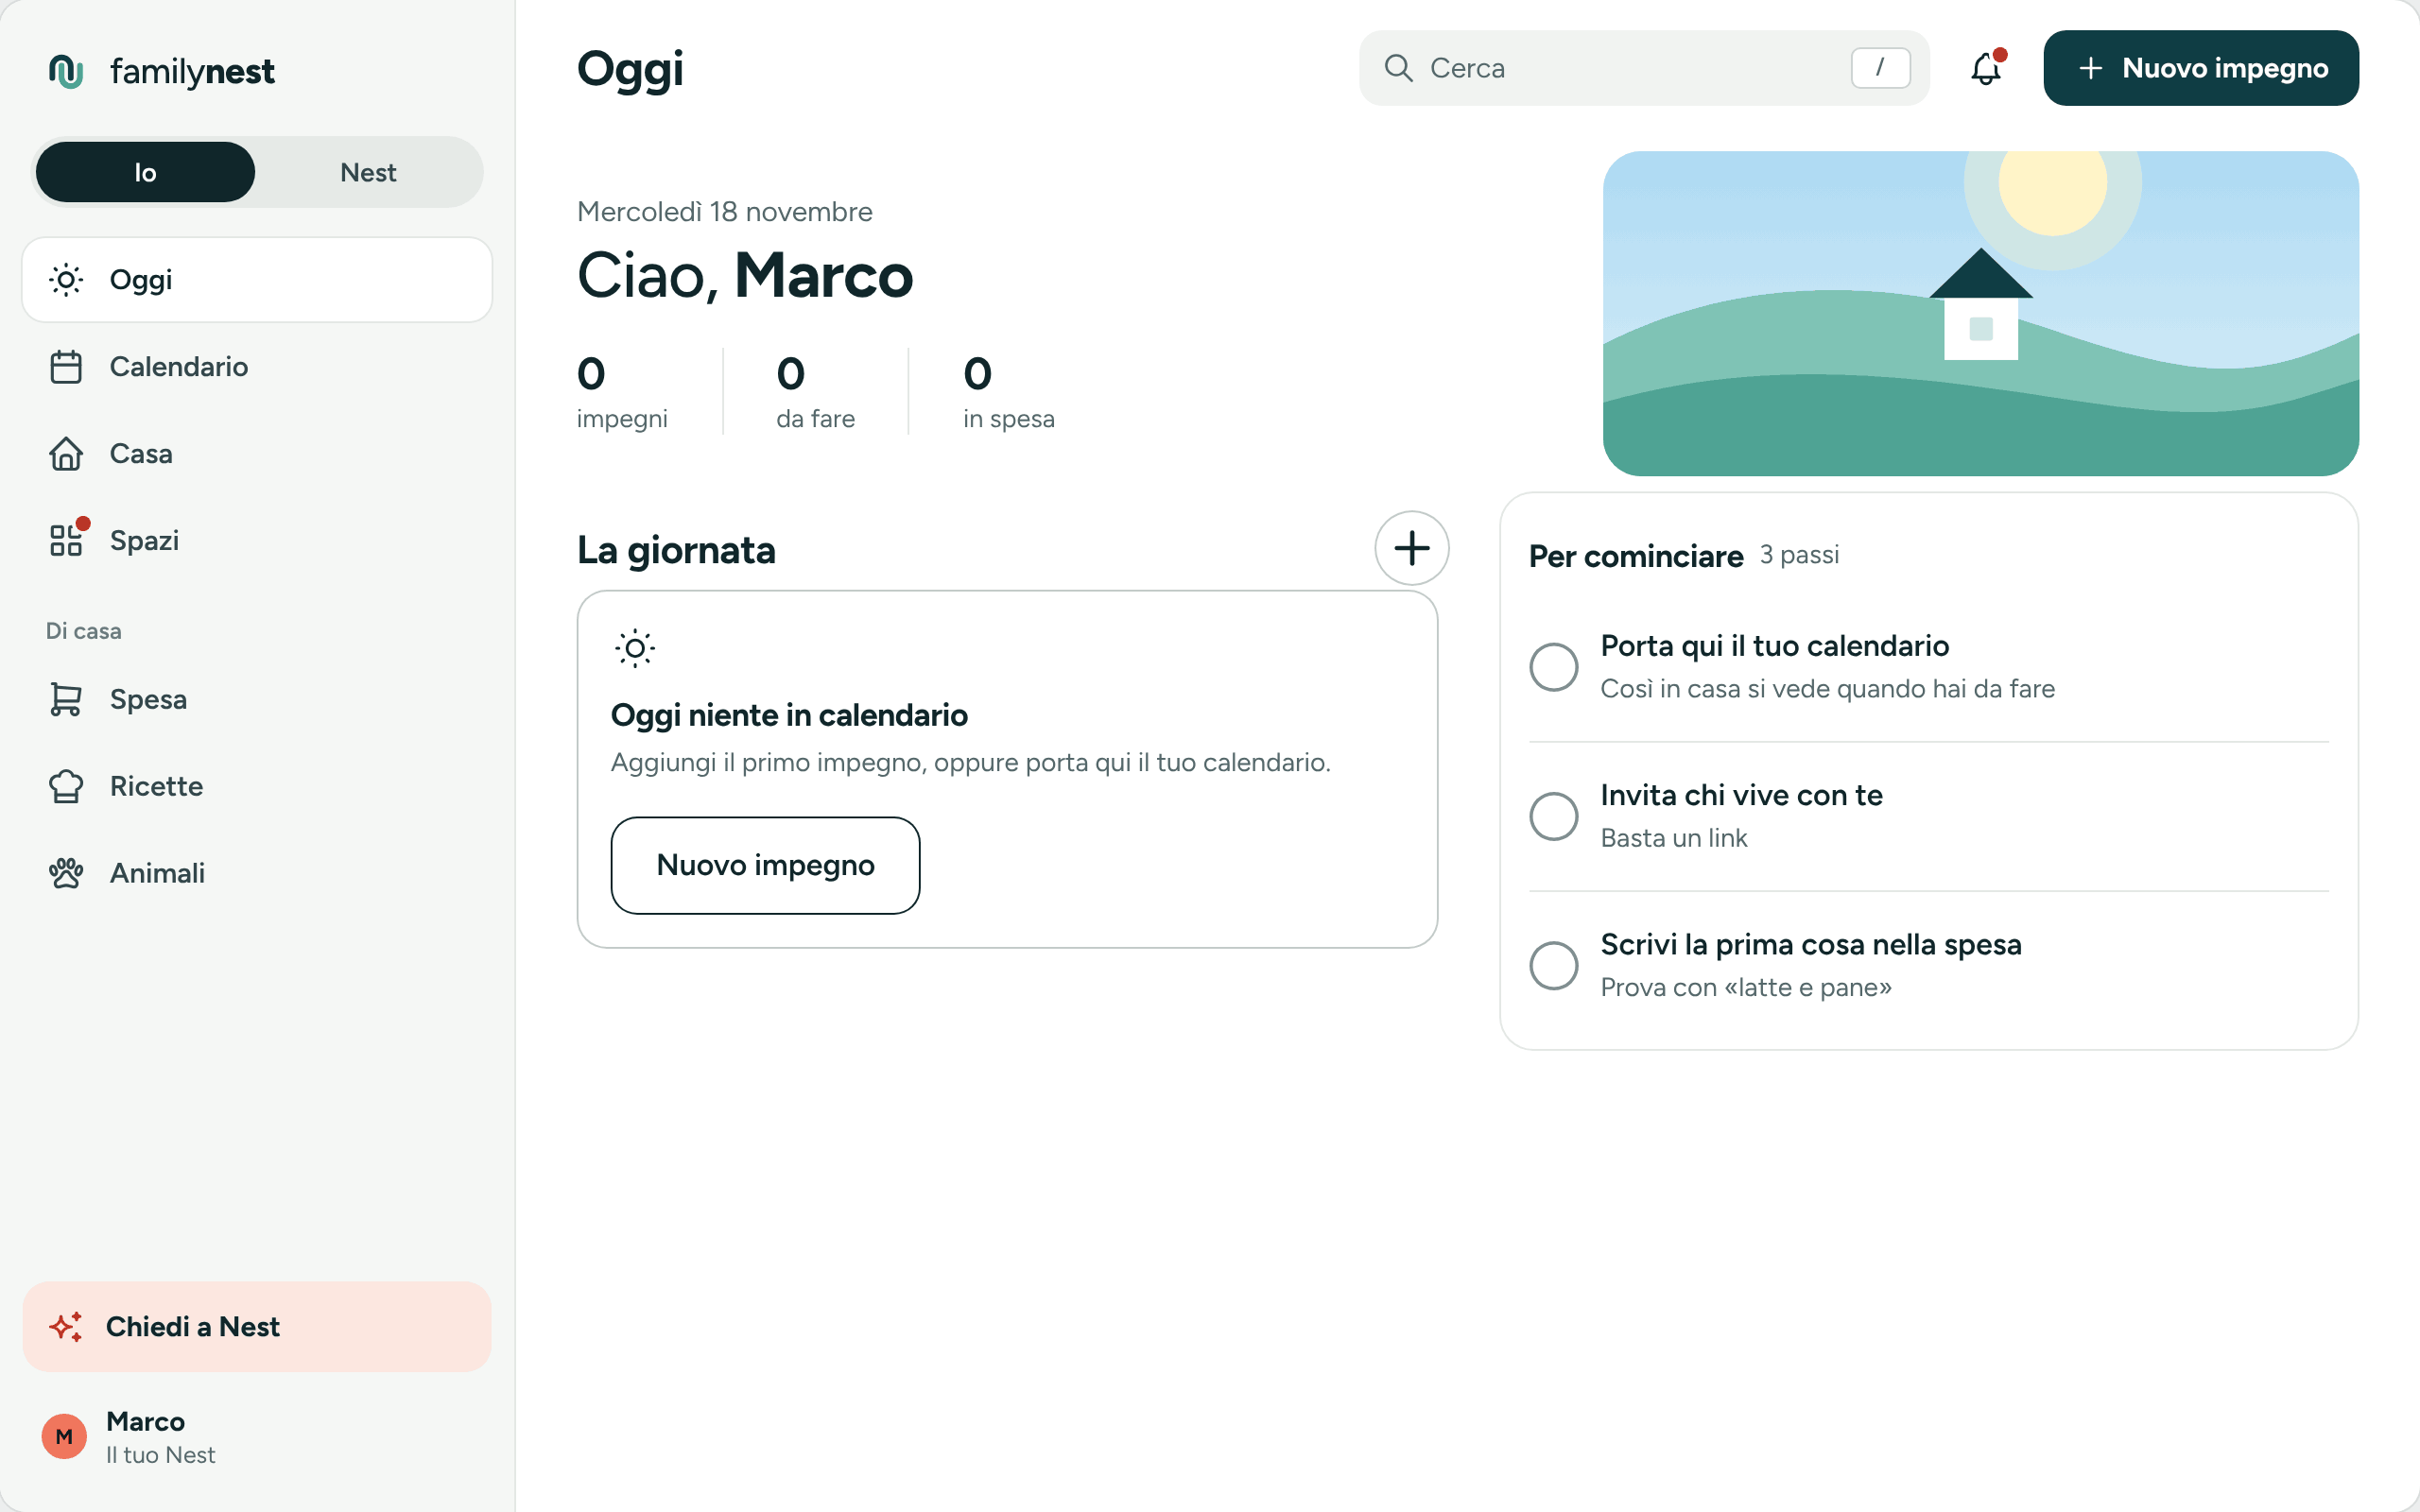 familynest
Io
Nest
Oggi
Calendario
Casa
Spazi
Di casa
Spesa
Ricette
Animali
Chiedi a Nest
M
Marco
Il tuo Nest
Oggi
Cerca
/
Nuovo impegno
Mercoledì 18 novembre
Ciao, Marco
0
impegni
0
da fare
0
in spesa
La giornata
Oggi niente in calendario
Aggiungi il primo impegno, oppure porta qui il tuo calendario.
Nuovo impegno
Per cominciare 3 passi
Porta qui il tuo calendario
Così in casa si vede quando hai da fare
Invita chi vive con te
Basta un link
Scrivi la prima cosa nella spesa
Prova con «latte e pane»